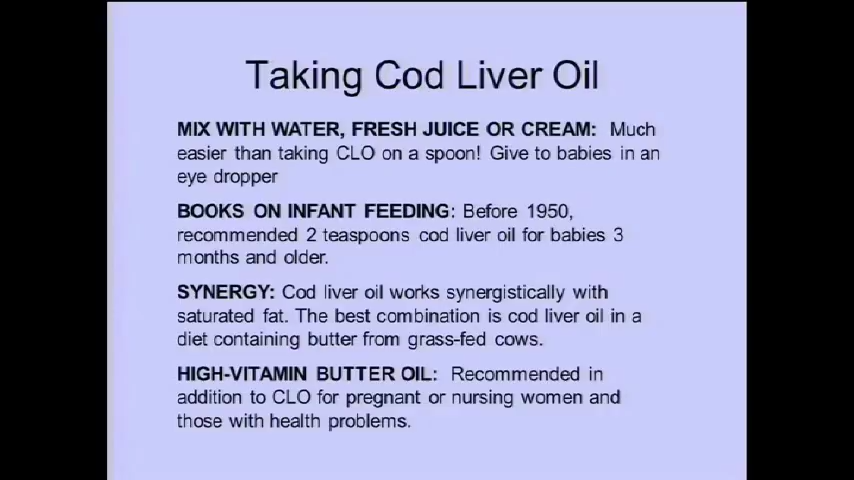 Taking Cod Liver Oil
MIX WITH WATER, FRESH JUICE OR CREAM: Much
easier than taking CLO on a spoon! Give to babies in an
eye dropper
BOOKS ON INFANT FEEDING: Before 1950,
recommended 2 teaspoons cod liver oil for babies 3
months and older.
SYNERGY: Cod liver oil works synergistically with
saturated fat. The best combination is cod liver oil in a
diet containing butter from grass-fed cows.
HIGH-VITAMIN BUTTER OIL: Recommended in
addition to CLO for pregnant or nursing women and
those with health problems.